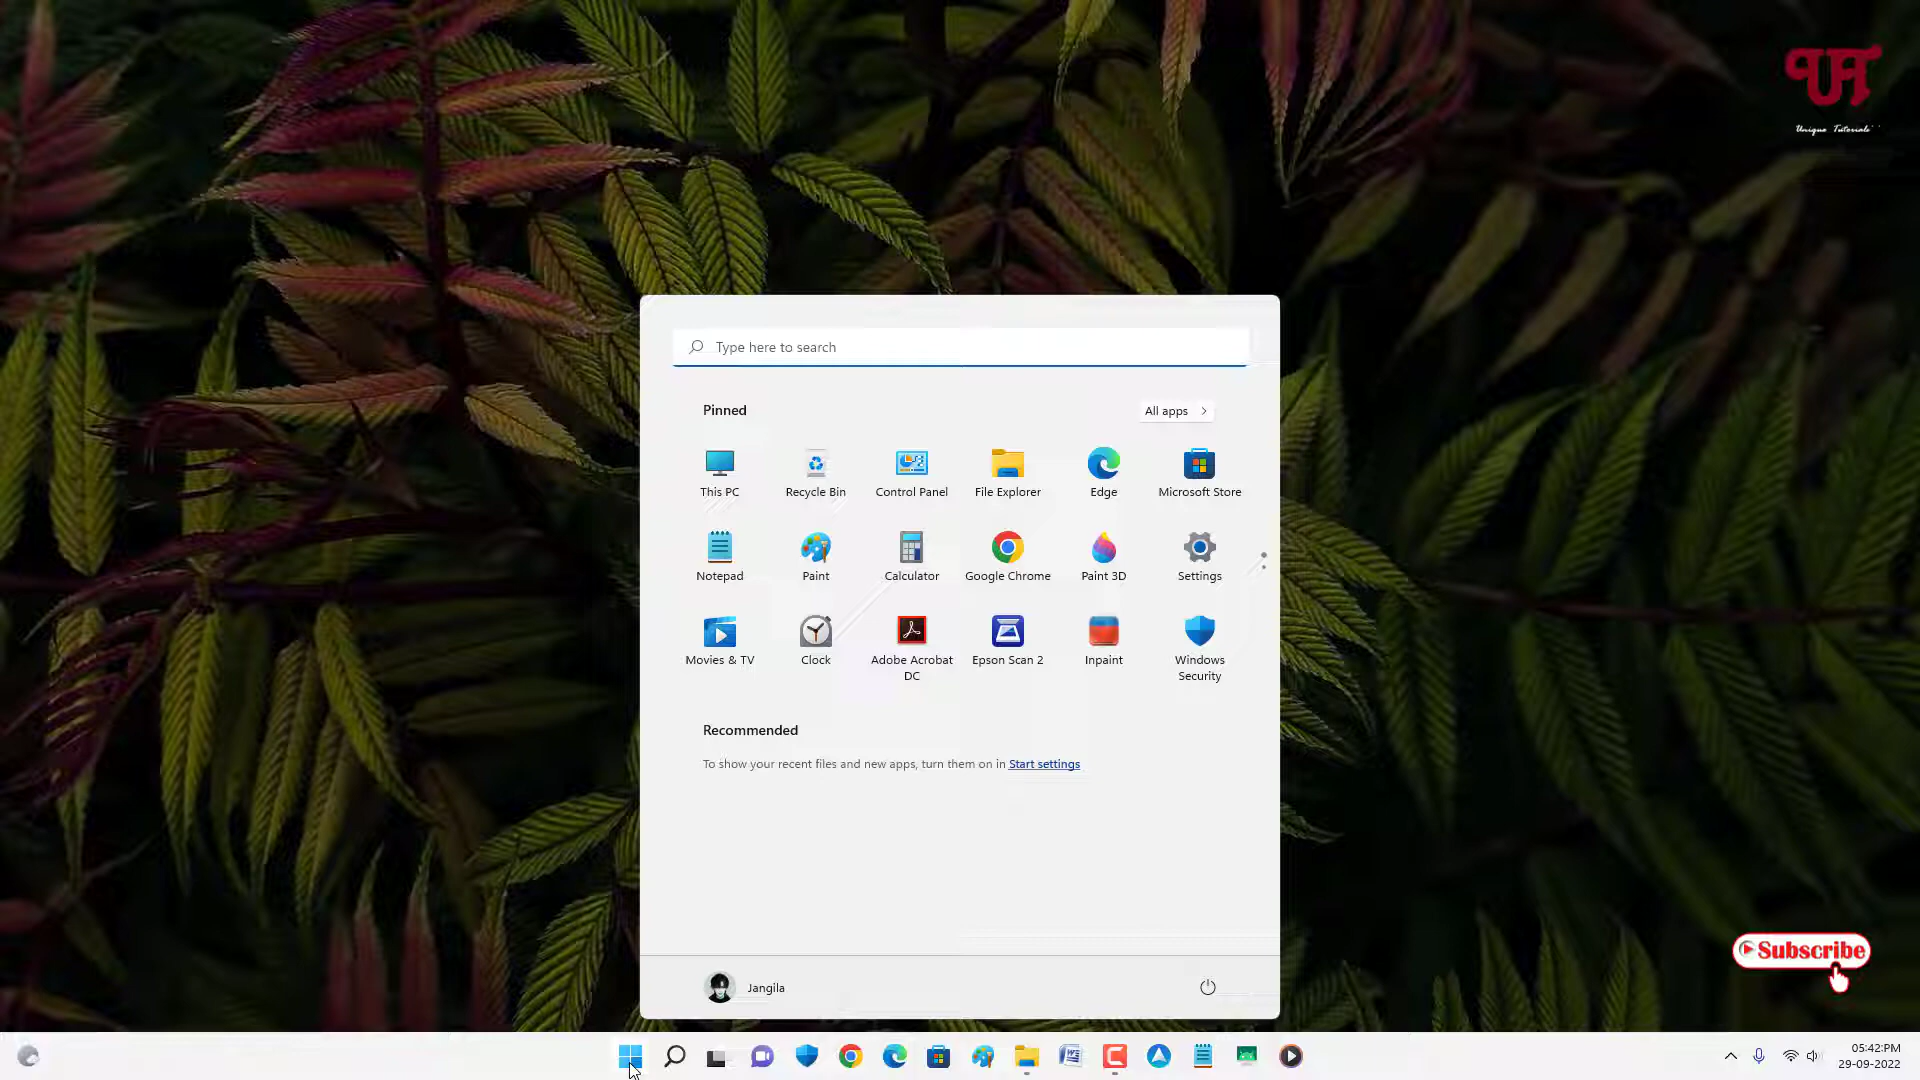 UT
Unique Tutorials
Type here to search
Pinned
All apps
This PC
Recycle Bin
Control Panel
File Explorer
Edge
Microsoft Store
Notepad
Paint
Calculator
Google Chrome
Paint 3D
Settings
Movies & TV
Clock
Adobe Acrobat
DC
Epson Scan 2
Inpaint
Windows
Security
Recommended
To show your recent files and new apps, turn them on in Start settings
Subscribe
Jangila
05:42:PM
29-09-2022